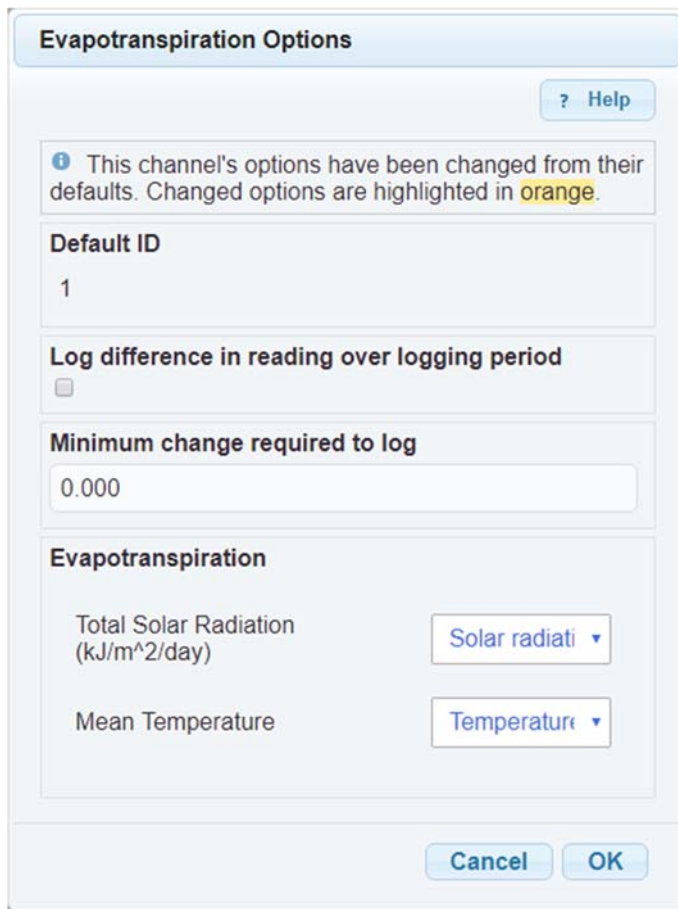 Evapotranspiration Options
? Help
This channel's options have been changed from their
defaults. Changed options are highlighted in orange.
Default ID
1
Log difference in reading over logging period
Minimum change required to log
0.000
Evapotranspiration
Total Solar Radiation
(kJ/m^2/day)
Solar radiati
Mean Temperature
Temperature
Cancel
OK